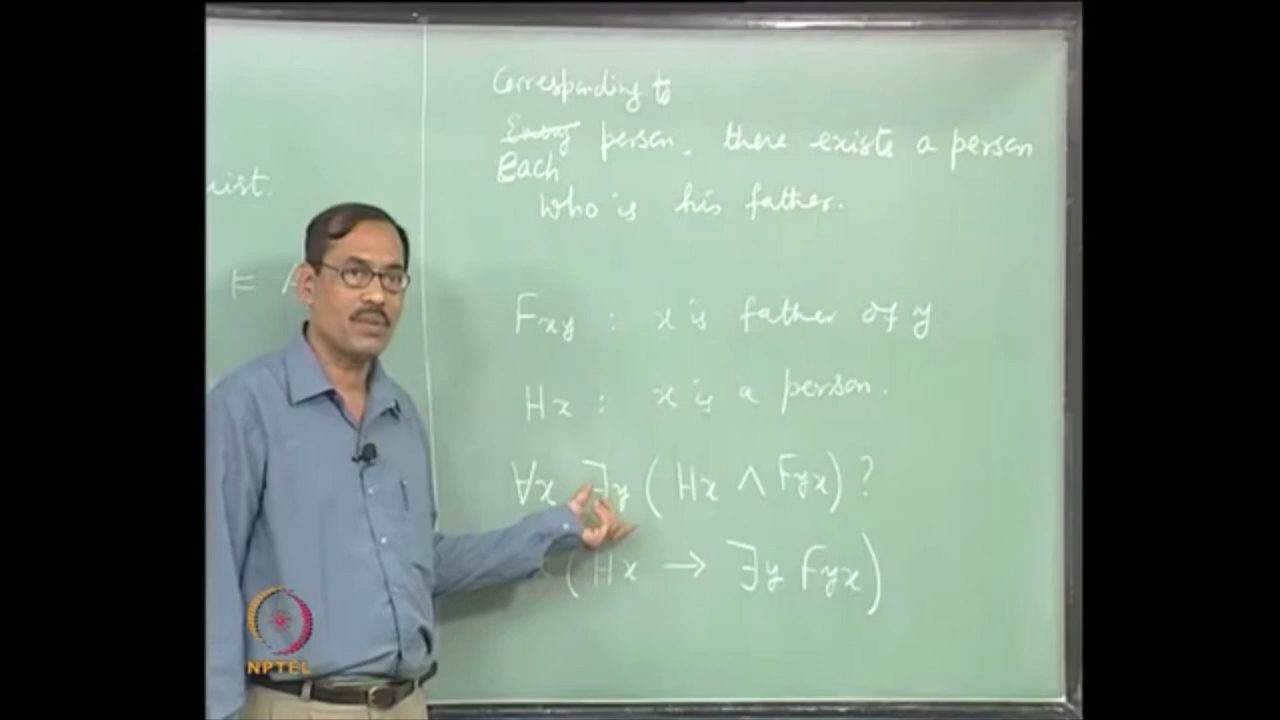 Corresponding to
Every person. there exists a person
Each
who is his father.
ist.
⊨ A
Fxy : x is father of y
Hx : x is a person.
∀x ∃y ( Hx ∧ Fyx ) ?
( Hx → ∃y Fyx )
NPTEL